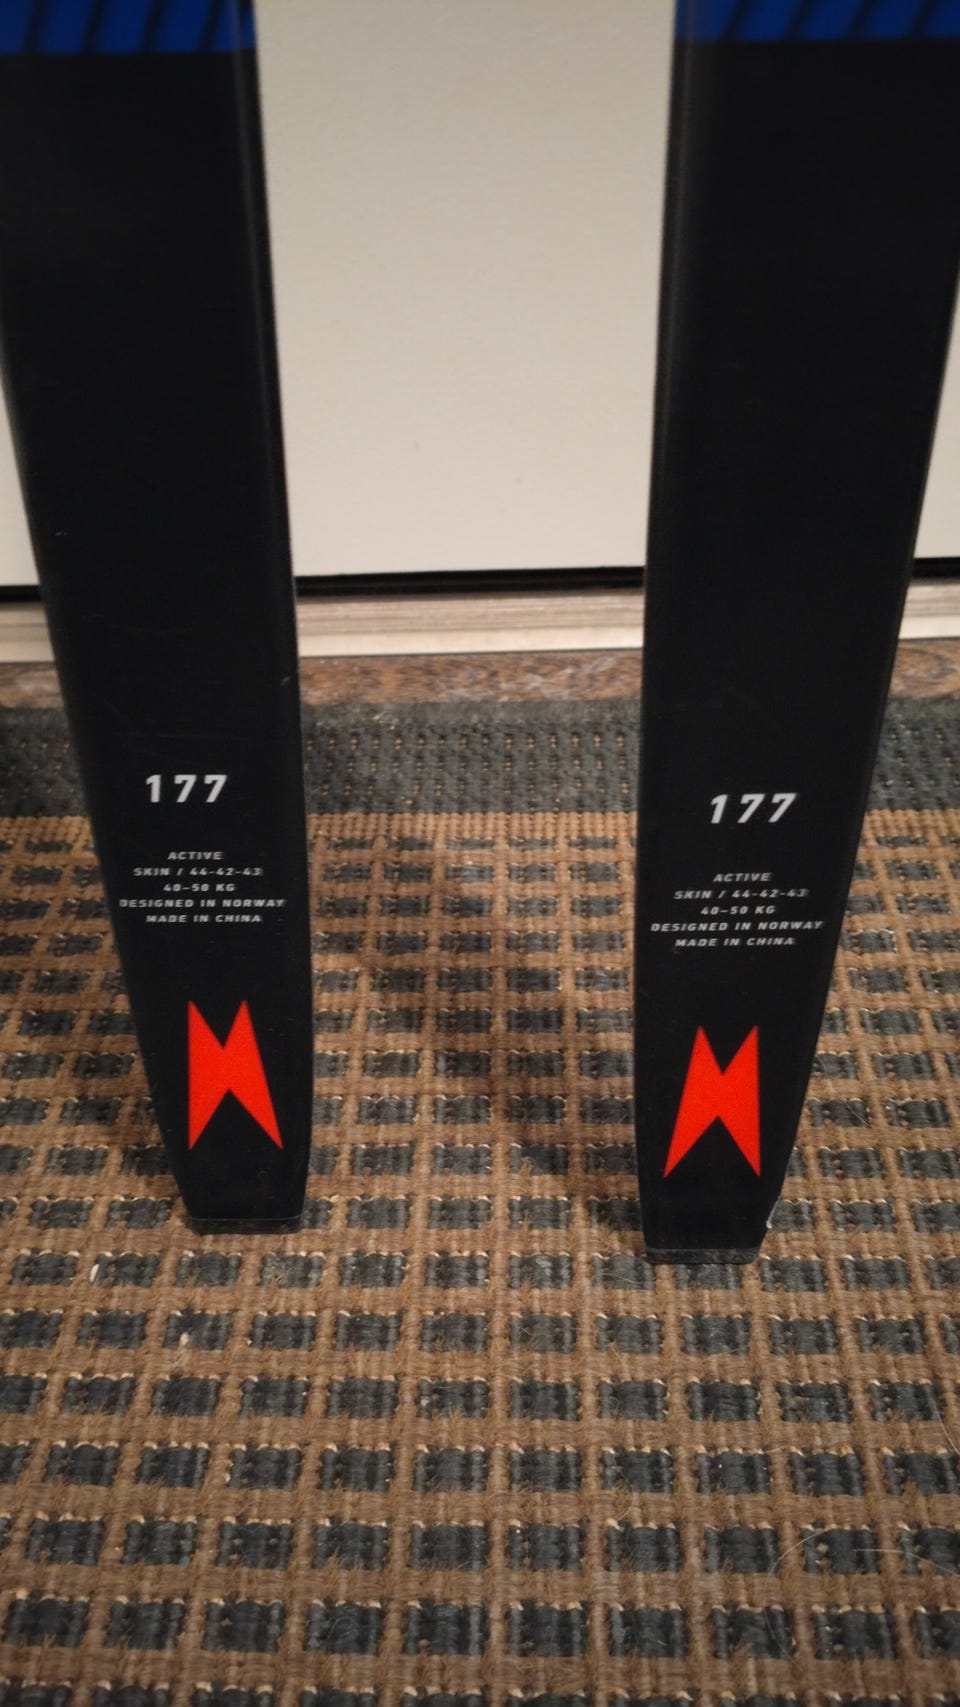 177
ACTIVE
SKIN / 44-42-43
40-50 KG
DESIGNED IN NORWAY
MADE IN CHINA
177
ACTIVE
SKIN / 44-42-43
40-50 KG
DESIGNED IN NORWAY
MADE IN CHINA